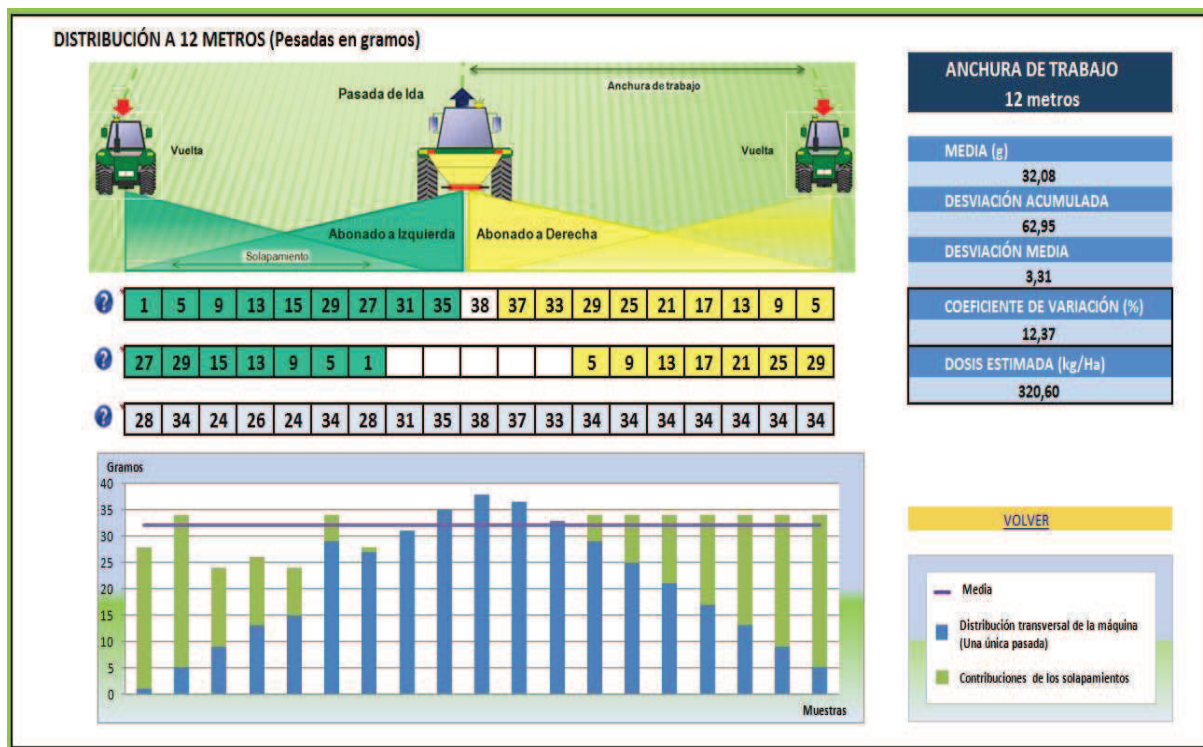 DISTRIBUCIÓN A 12 METROS (Pesadas en gramos)
Pasada de Ida
Anchura de trabajo
Vuelta
Vuelta
Abonado a Izquierda
Abonado a Derecha
Solapamiento
? 1 5 9 13 15 29 27 31 35 38 37 33 29 25 21 17 13 9 5
27 29 15 13 9 5 1 5 9 13 17 21 25 29
? 28 34 24 26 24 34 28 31 35 38 37 33 34 34 34 34 34 34 34
Gramos
40
35
30
25
20
15
10
5
0
Muestras
ANCHURA DE TRABAJO
12 metros
MEDIA (g)
32,08
DESVIACIÓN ACUMULADA
62,95
DESVIACIÓN MEDIA
3,31
COEFICIENTE DE VARIACIÓN (%)
12,37
DOSIS ESTIMADA (kg/Ha)
320,60
VOLVER
Media
Distribución transversal de la máquina
(Una única pasada)
Contribuciones de los solapamientos